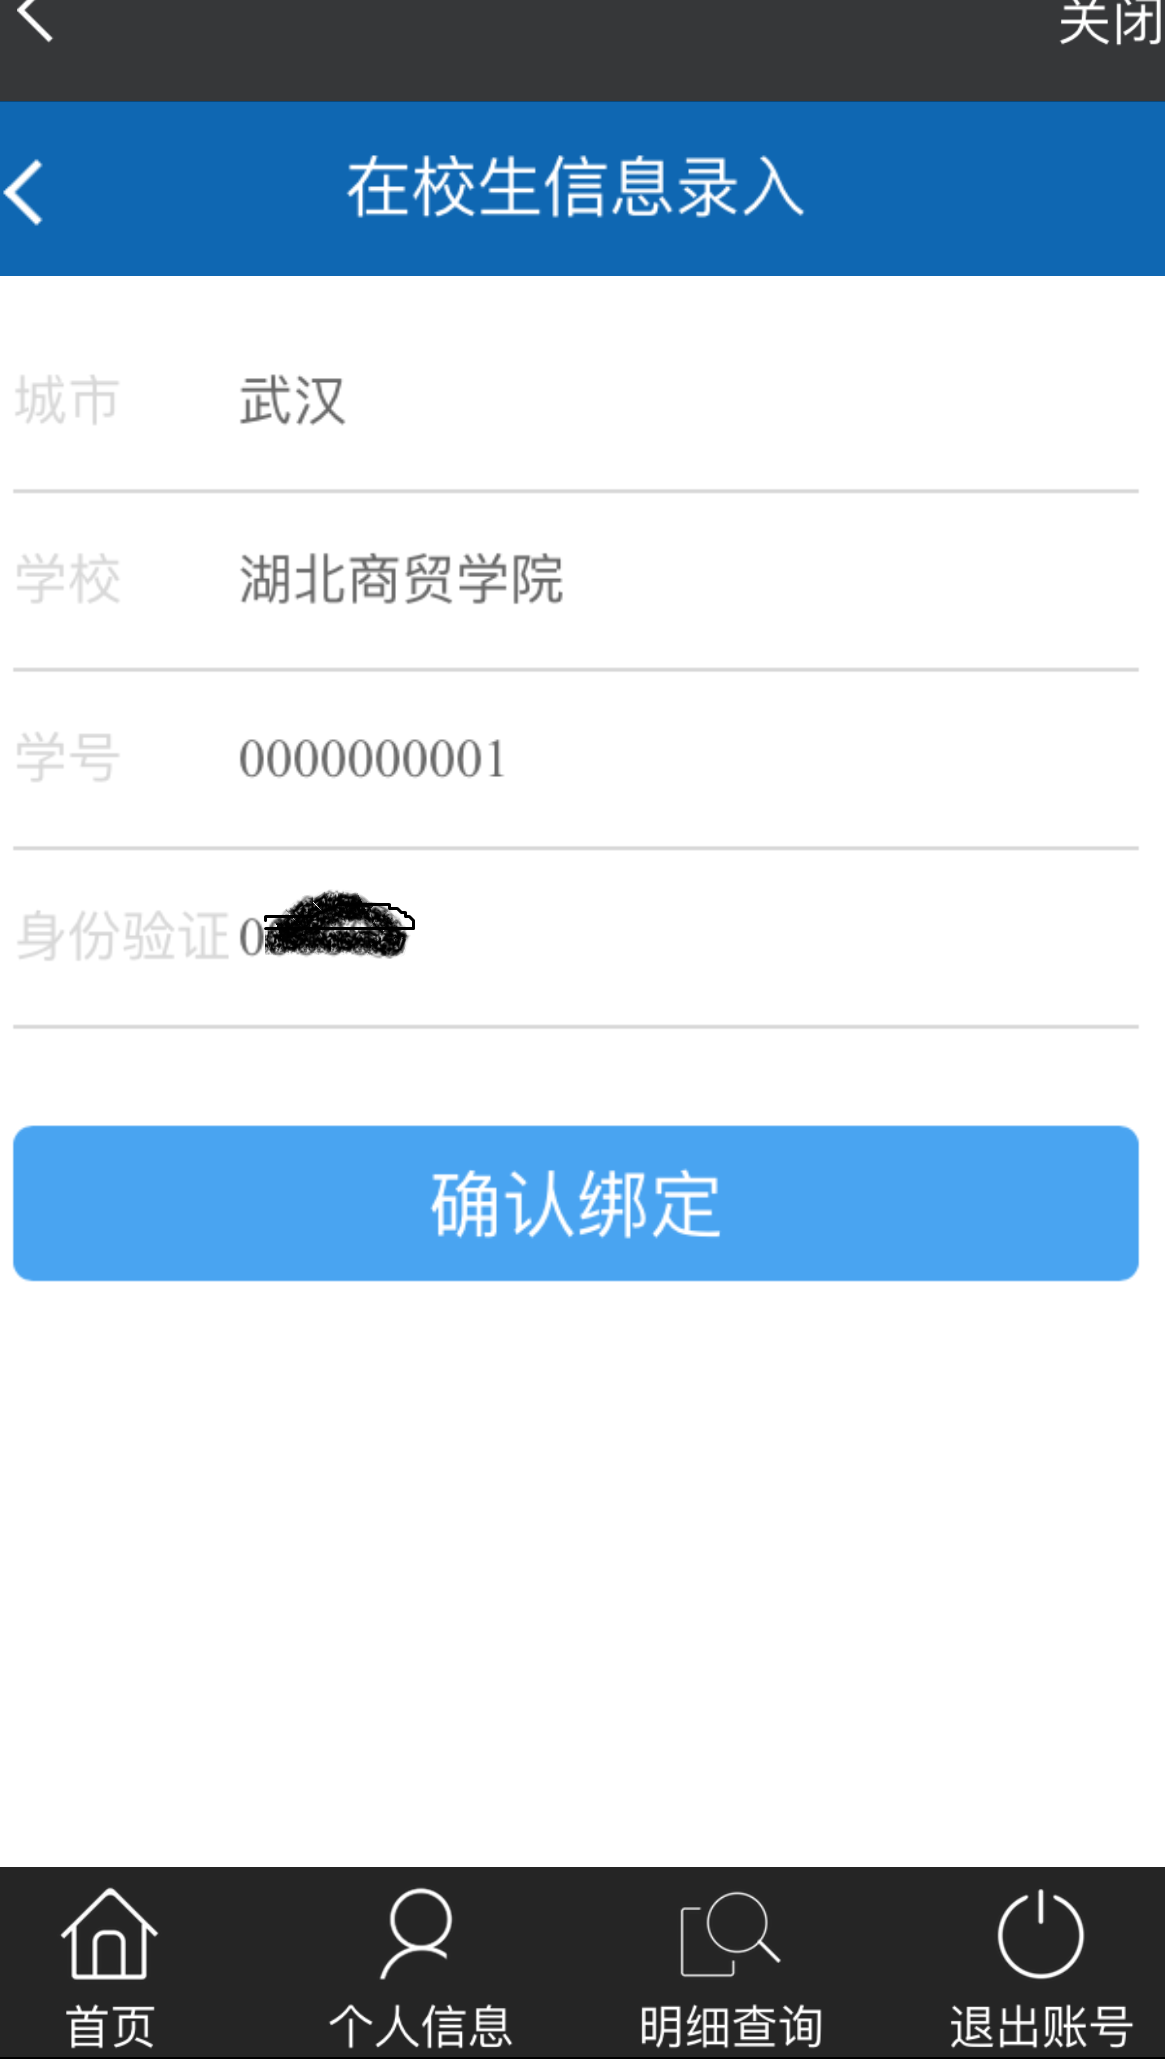 关闭
在校生信息录入
城市 武汉
学校 湖北商贸学院
学号 0000000001
身份验证 0
确认绑定
首页 个人信息 明细查询 退出账号